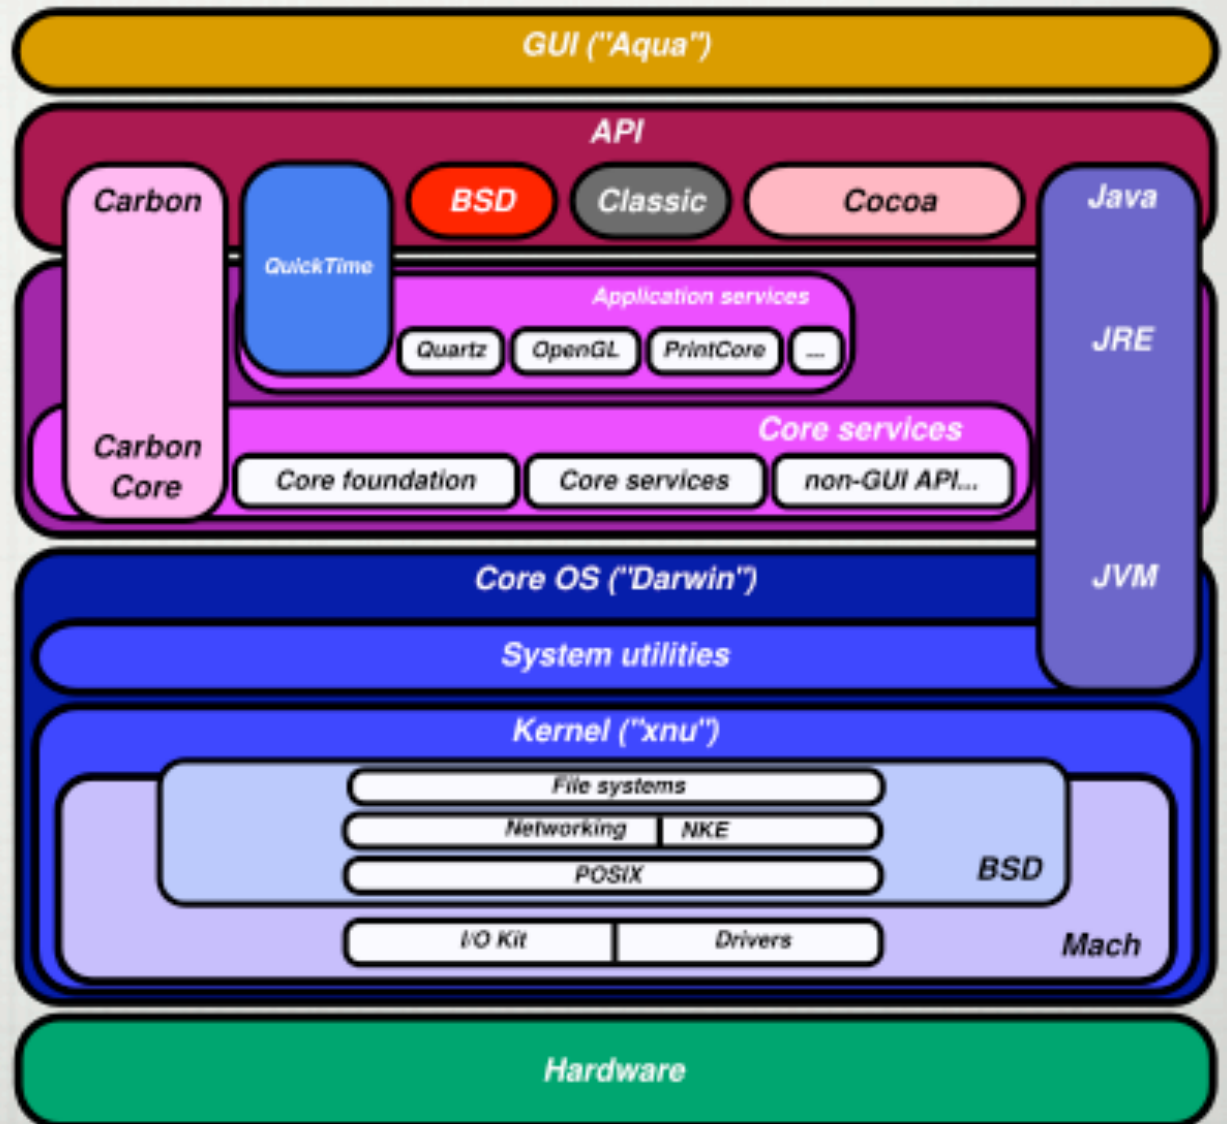 GUI ("Aqua")
API
Carbon
QuickTime
BSD
Classic
Cocoa
Java
Application services
Quartz
OpenGL
PrintCore
...
JRE
Core services
Carbon
Core
Core foundation
Core services
non-GUI API...
Core OS ("Darwin")
JVM
System utilities
Kernel ("xnu")
File systems
Networking
NKE
POSIX
BSD
I/O Kit
Drivers
Mach
Hardware